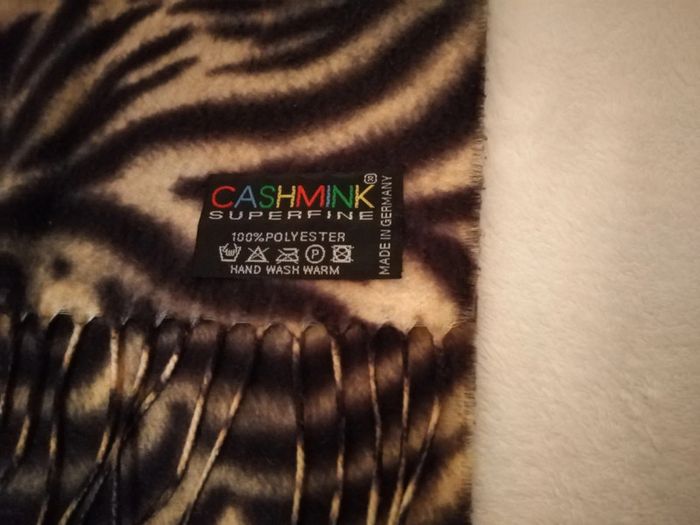 CASHMINK®
SUPERFINE
100%POLYESTER
P
HAND WASH WARM
MADE IN GERMANY